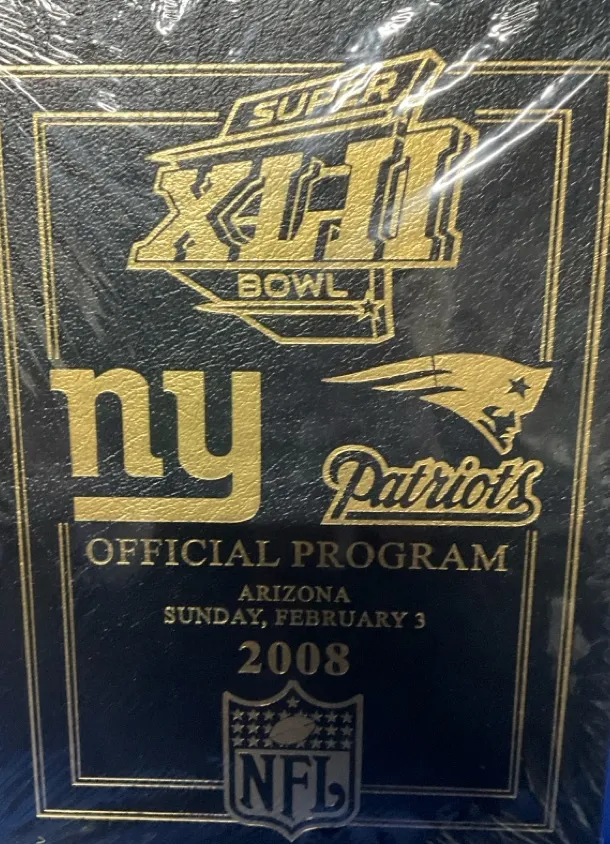 SUPER
XLII
BOWL
ny
Patriots
OFFICIAL PROGRAM
ARIZONA
SUNDAY, FEBRUARY 3
2008
NFL